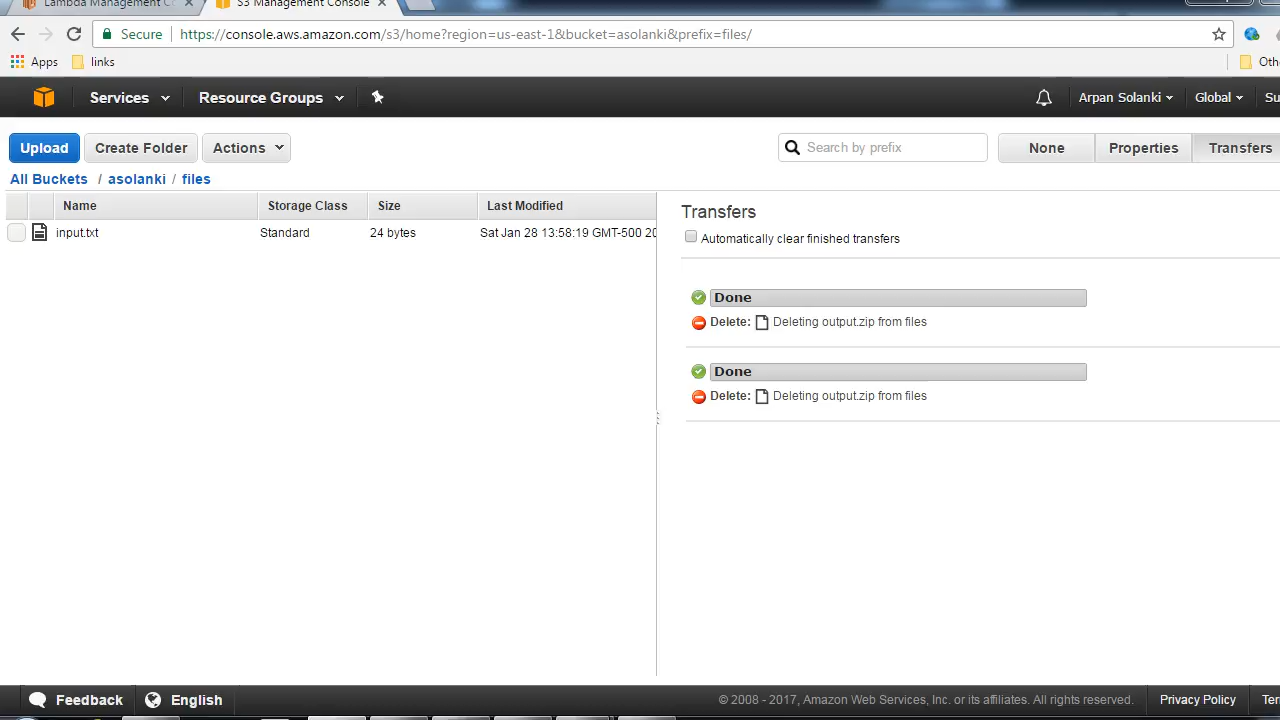 Lambda Management C
S3 Management Console
Secure
https://console.aws.amazon.com/s3/home?region=us-east-1&bucket=asolanki&prefix=files/
Apps
links
Oth
Services
Resource Groups
Arpan Solanki
Global
Su
Upload
Create Folder
Actions
Search by prefix
None
Properties
Transfers
All Buckets / asolanki / files
Name
Storage Class
Size
Last Modified
input.txt
Standard
24 bytes
Sat Jan 28 13:58:19 GMT-500 20
Transfers
Automatically clear finished transfers
Done
Delete: Deleting output.zip from files
Done
Delete: Deleting output.zip from files
Feedback
English
© 2008 - 2017, Amazon Web Services, Inc. or its affiliates. All rights reserved.
Privacy Policy
Ter